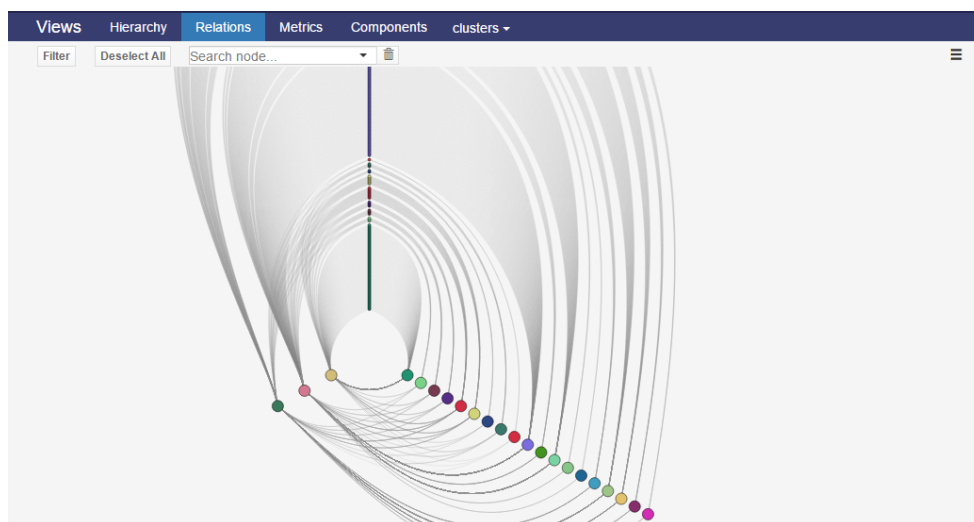 Views Hierarchy Relations Metrics Components clusters
Filter Deselect All Search node...